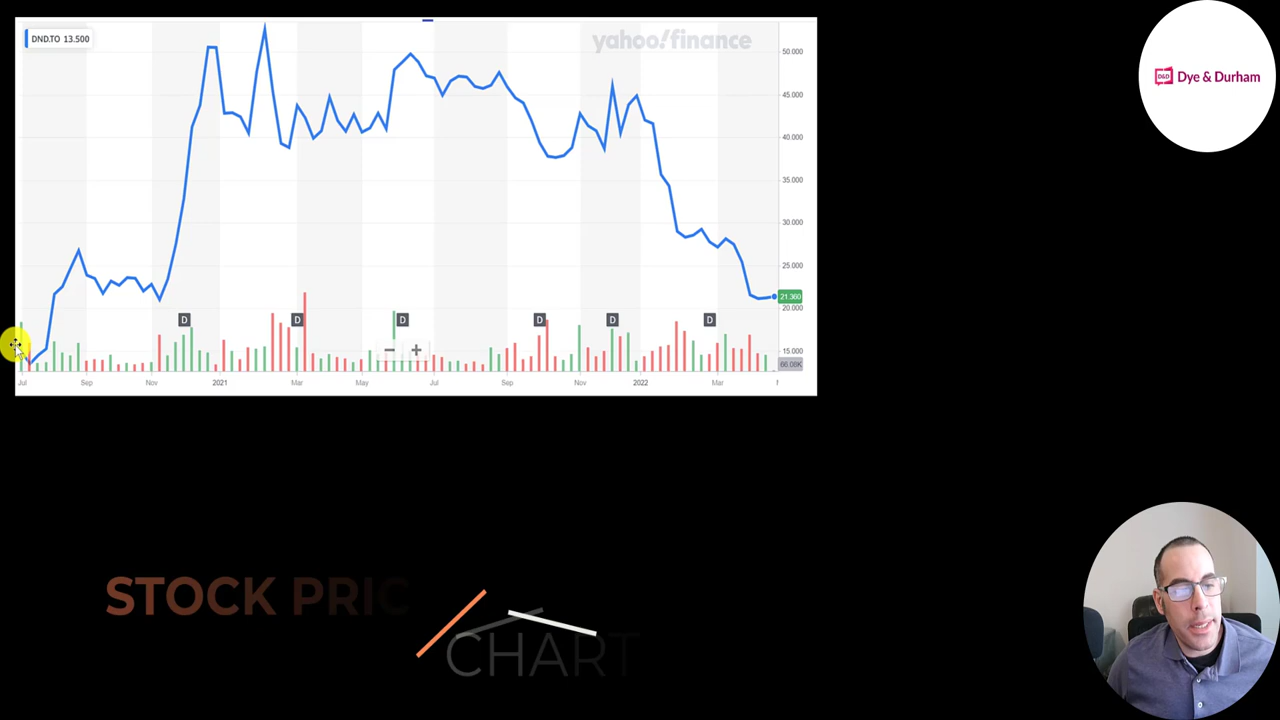 DND.TO 13.500
yahoo!finance
D&D Dye & Durham
50.000
45.000
40.000
35.000
30.000
25.000
21.360
20.000
15.000
66.08K
D D D D D D
Jul Sep Nov 2021 Mar May Jul Sep Nov 2022 Mar
STOCK PRIC
CHART